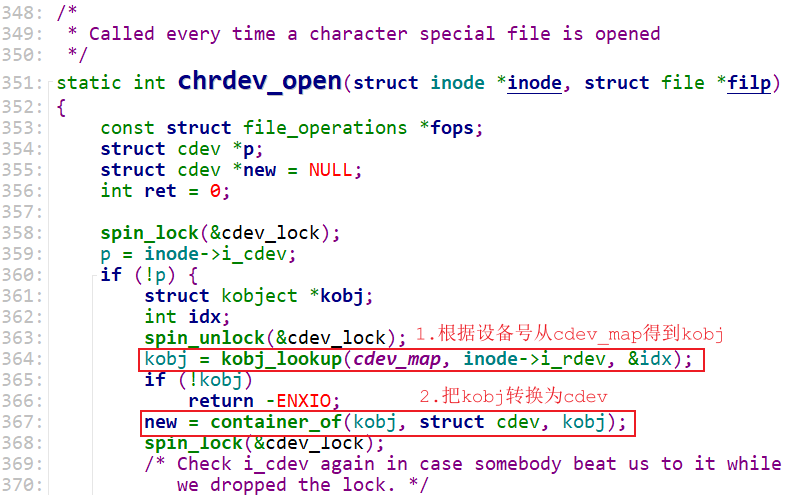 348: /*
349:  * Called every time a character special file is opened
350:  */
351: static int chrdev_open(struct inode *inode, struct file *filp)
352: {
353:     const struct file_operations *fops;
354:     struct cdev *p;
355:     struct cdev *new = NULL;
356:     int ret = 0;
357:
358:     spin_lock(&cdev_lock);
359:     p = inode->i_cdev;
360:     if (!p) {
361:         struct kobject *kobj;
362:         int idx;
363:         spin_unlock(&cdev_lock); 1.根据设备号从cdev_map得到kobj
364:         kobj = kobj_lookup(cdev_map, inode->i_rdev, &idx);
365:         if (!kobj)
366:             return -ENXIO; 2.把kobj转换为cdev
367:         new = container_of(kobj, struct cdev, kobj);
368:         spin_lock(&cdev_lock);
369:         /* Check i_cdev again in case somebody beat us to it while
370:            we dropped the lock. */